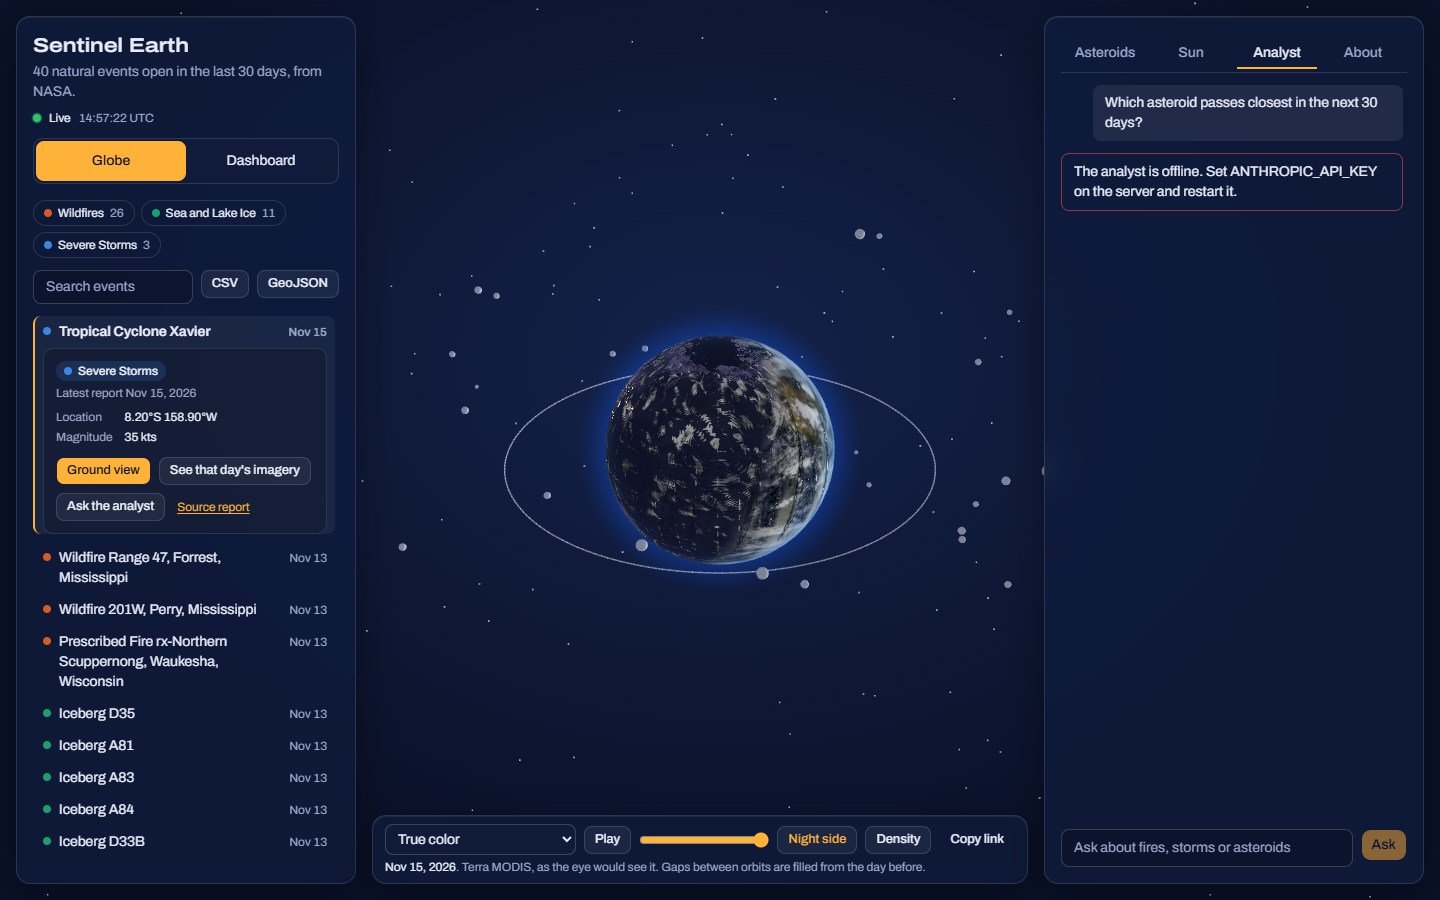 Sentinel Earth
40 natural events open in the last 30 days, from
NASA.
Live 14:57:22 UTC
Globe
Dashboard
Wildfires 26
Sea and Lake Ice 11
Severe Storms 3
Search events
CSV
GeoJSON
Tropical Cyclone Xavier Nov 15
Severe Storms
Latest report Nov 15, 2026
Location 8.20°S 158.90°W
Magnitude 35 kts
Ground view
See that day's imagery
Ask the analyst
Source report
Wildfire Range 47, Forrest, Nov 13
Mississippi
Wildfire 201W, Perry, Mississippi Nov 13
Prescribed Fire rx-Northern Nov 13
Scuppernong, Waukesha,
Wisconsin
Iceberg D35 Nov 13
Iceberg A81 Nov 13
Iceberg A83 Nov 13
Iceberg A84 Nov 13
Iceberg D33B Nov 13
True color
Play
Night side
Density
Copy link
Nov 15, 2026. Terra MODIS, as the eye would see it. Gaps between orbits are filled from the day before.
Asteroids
Sun
Analyst
About
Which asteroid passes closest in the next 30
days?
The analyst is offline. Set ANTHROPIC_API_KEY
on the server and restart it.
Ask about fires, storms or asteroids
Ask